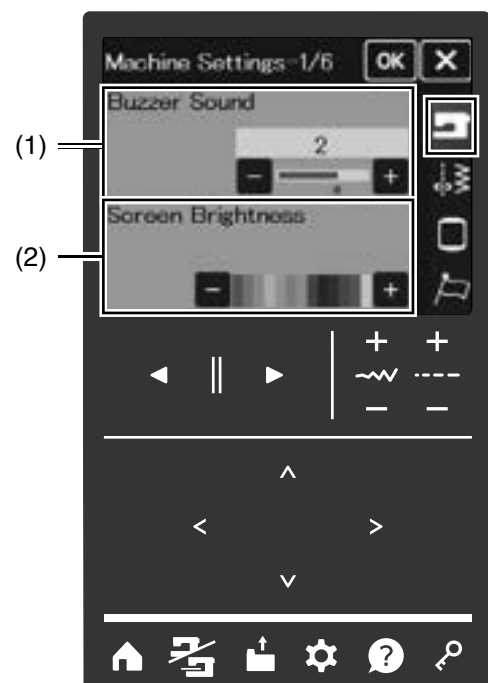 Machine Settings-1/6 OK X
(1)
Buzzer Sound
2
- +
(2)
Screen Brightness
- +
+ +
- -
?